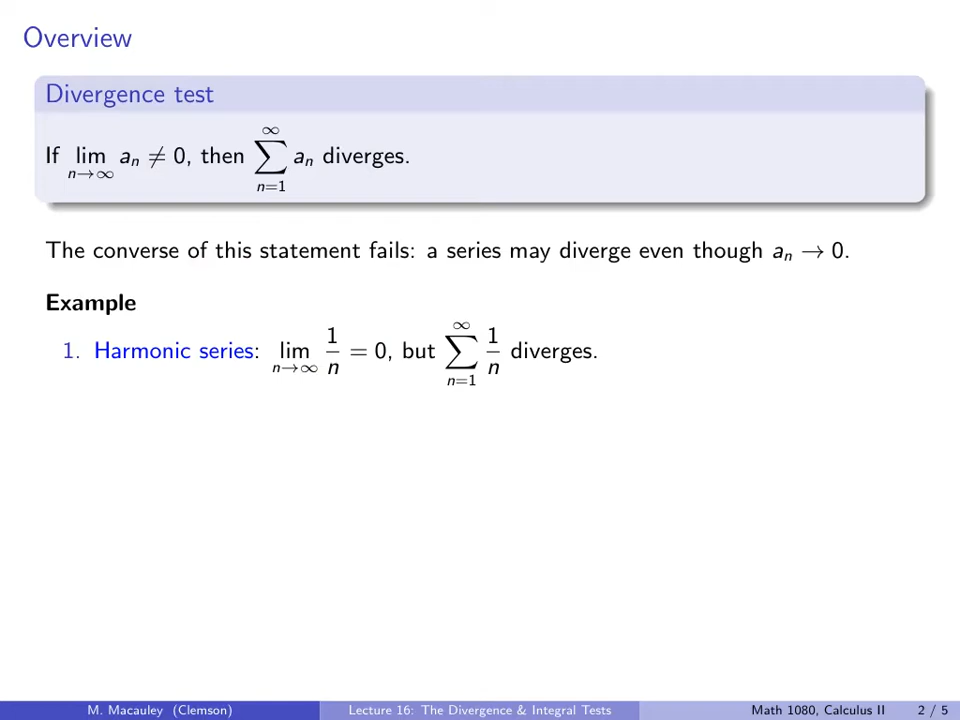 Overview
Divergence test
If lim_{n→∞} a_n ≠ 0, then ∑_{n=1}^{∞} a_n diverges.
The converse of this statement fails: a series may diverge even though a_n → 0.
Example
1. Harmonic series: lim_{n→∞} 1/n = 0, but ∑_{n=1}^{∞} 1/n diverges.
M. Macauley (Clemson) Lecture 16: The Divergence & Integral Tests Math 1080, Calculus II 2 / 5